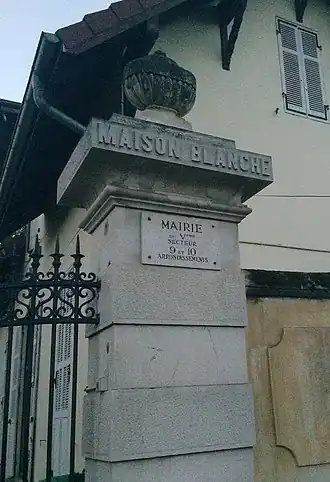 MAISON BLANCHE
MAIRIE
DU Vème
SECTEUR
9 ET 10
ARRONDISSEMENTS